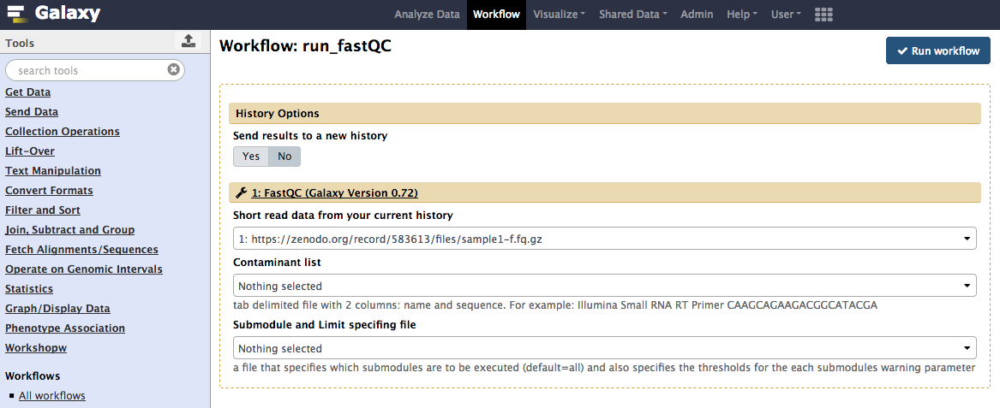 Galaxy
Analyze Data Workflow Visualize Shared Data Admin Help User
Tools
search tools
Get Data
Send Data
Collection Operations
Lift-Over
Text Manipulation
Convert Formats
Filter and Sort
Join, Subtract and Group
Fetch Alignments/Sequences
Operate on Genomic Intervals
Statistics
Graph/Display Data
Phenotype Association
Workshopw
Workflows
All workflows
Workflow: run_fastQC
Run workflow
History Options
Send results to a new history
Yes No
1: FastQC (Galaxy Version 0.72)
Short read data from your current history
1: https://zenodo.org/record/583613/files/sample1-f.fq.gz
Contaminant list
Nothing selected
tab delimited file with 2 columns: name and sequence. For example: Illumina Small RNA RT Primer CAAGCAGAAGACGGCATACGA
Submodule and Limit specifing file
Nothing selected
a file that specifies which submodules are to be executed (default=all) and also specifies the thresholds for the each submodules warning parameter